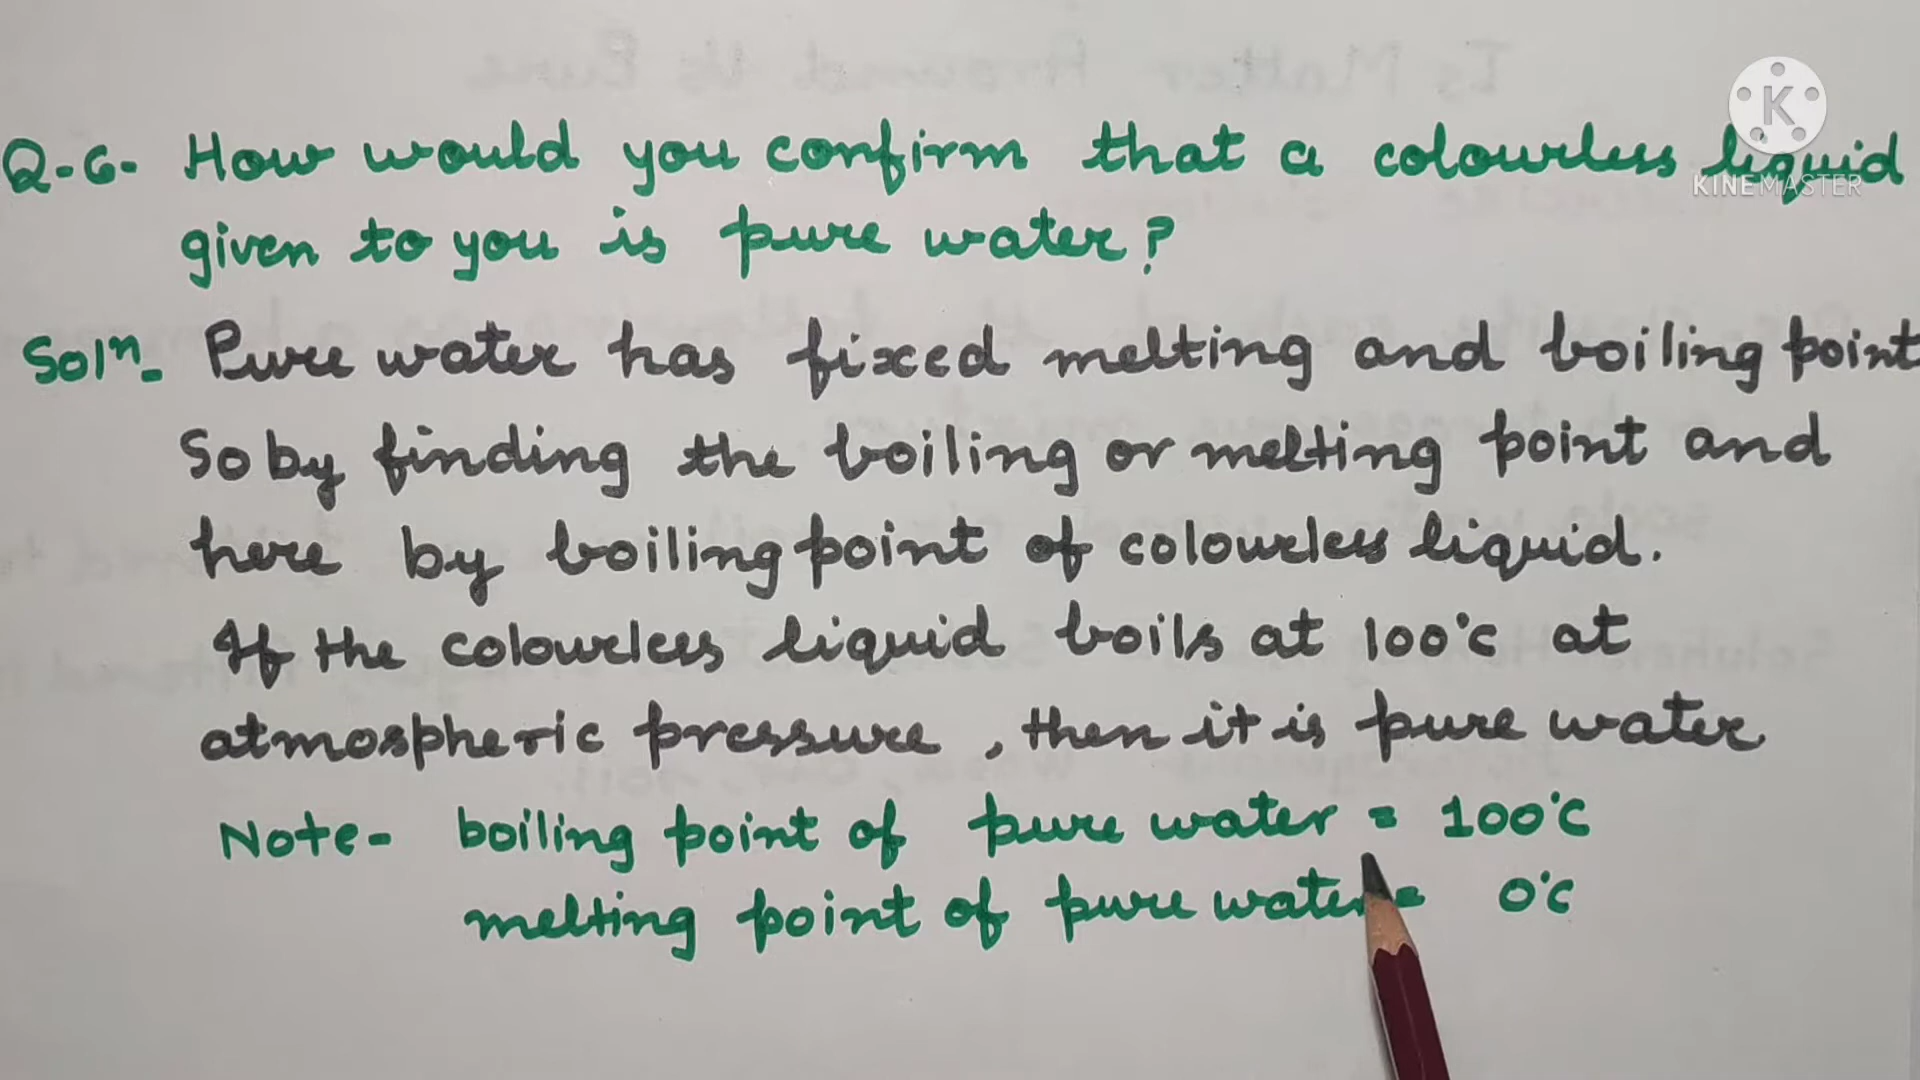 Q-6- How would you confirm that a colourless liquid
given to you is pure water?
Solⁿ- Pure water has fixed melting and boiling point
So by finding the boiling or melting point and
here by boiling point of colourless liquid.
If the colourless liquid boils at 100°c at
atmospheric pressure, then it is pure water
Note- boiling point of pure water = 100°c
melting point of pure water = 0°c
K
KINEMASTER